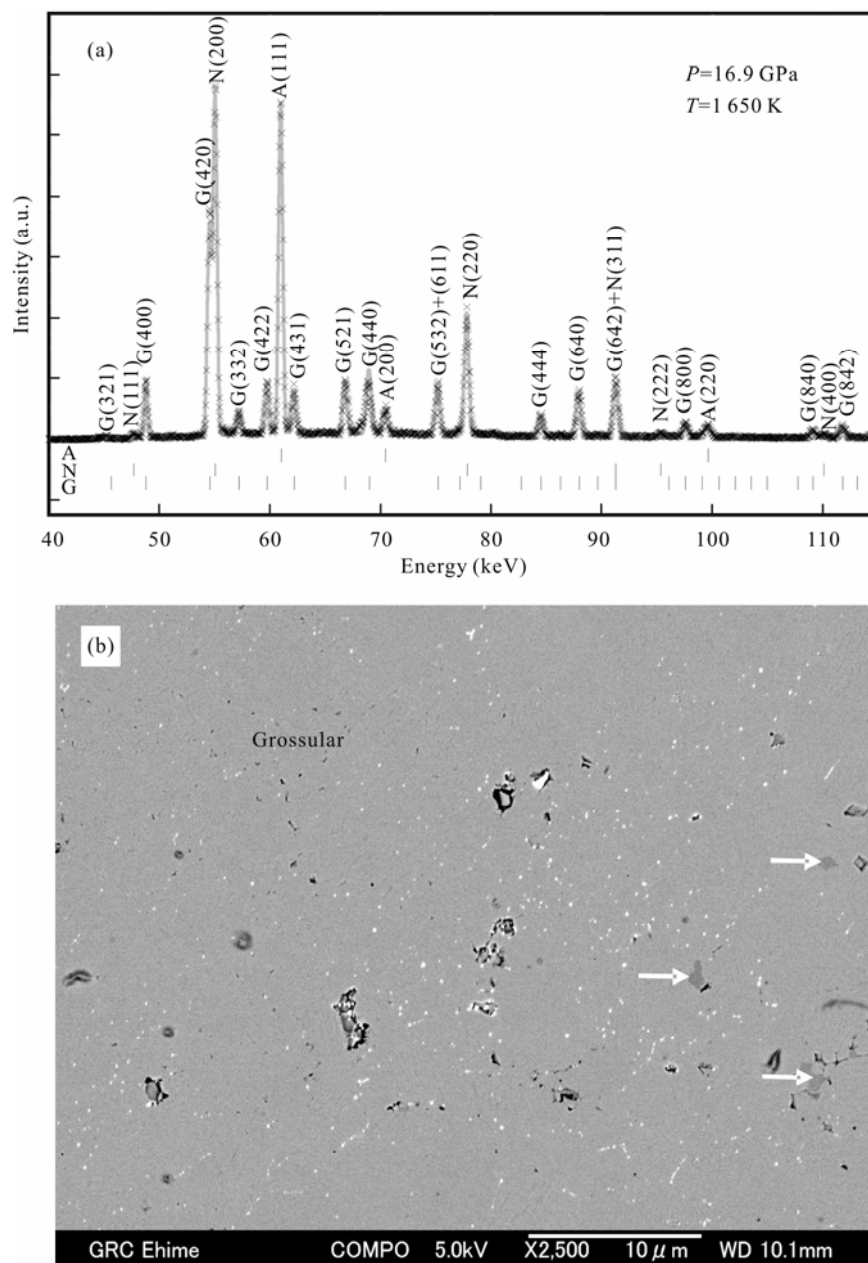 (a)
P=16.9 GPa
T=1 650 K
Intensity (a.u.)
G(321)
N(111)
G(400)
G(420)
N(200)
G(332)
G(422)
A(111)
G(431)
G(521)
G(440)
A(200)
G(532)+(611)
N(220)
G(444)
G(640)
G(642)+N(311)
N(222)
G(800)
A(220)
G(840)
N(400)
G(842)
A
N
G
40 50 60 70 80 90 100 110
Energy (keV)
(b)
Grossular
GRC Ehime COMPO 5.0kV X2,500 10 μm WD 10.1mm